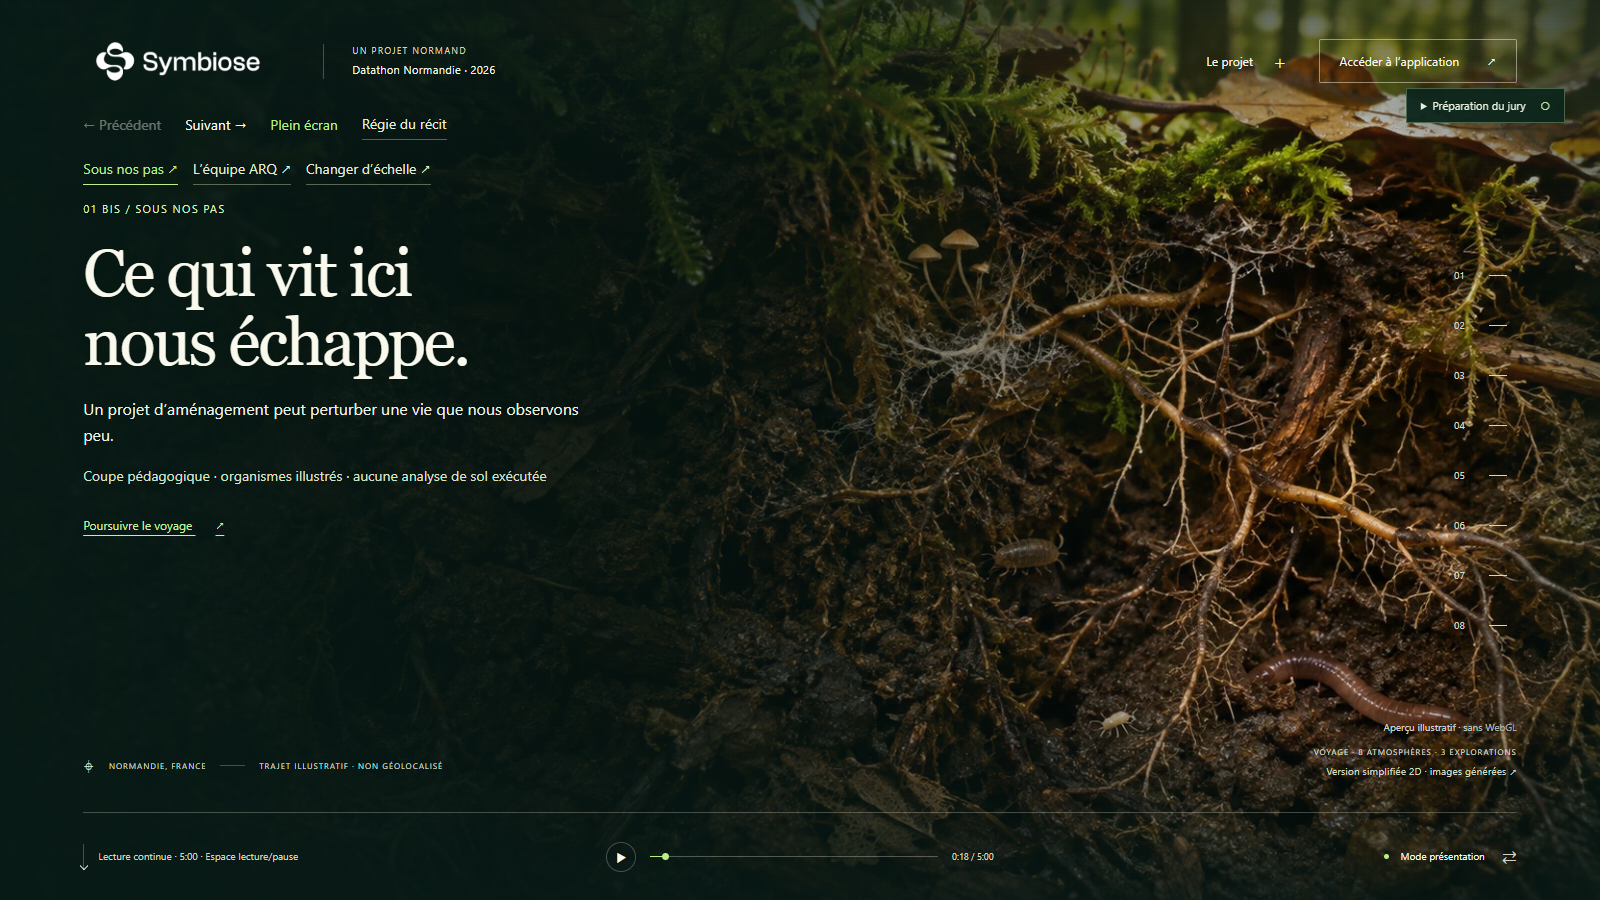 Symbiose
UN PROJET NORMAND
Datathon Normandie · 2026
Le projet +
Accéder à l’application ↗
▶ Préparation du jury
← Précédent Suivant → Plein écran Régie du récit
Sous nos pas ↗ L’équipe ARQ ↗ Changer d’échelle ↗
01 BIS / SOUS NOS PAS
Ce qui vit ici
nous échappe.
Un projet d’aménagement peut perturber une vie que nous observons
peu.
Coupe pédagogique · organismes illustrés · aucune analyse de sol exécutée
Poursuivre le voyage ↗
01
02
03
04
05
06
07
08
Aperçu illustratif · sans WebGL
VOYAGE · 8 ATMOSPHÈRES · 3 EXPLORATIONS
Version simplifiée 2D · images générées ↗
NORMANDIE, FRANCE
TRAJET ILLUSTRATIF · NON GÉOLOCALISÉ
Lecture continue · 5:00 · Espace lecture/pause
0:18 / 5:00
Mode présentation